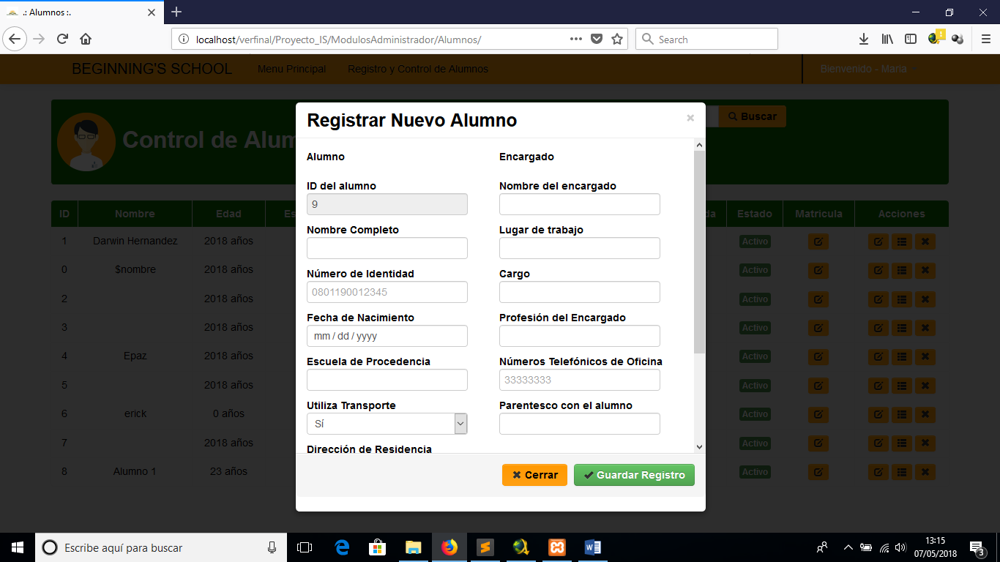 .: Alumnos :.
localhost/verfinal/Proyecto_IS/ModulosAdministrador/Alumnos/
Search
BEGINNING'S SCHOOL
Menu Principal
Registro y Control de Alumnos
Bienvenido - Maria
Control de Alum
Buscar
Registrar Nuevo Alumno
×
Alumno
Encargado
ID del alumno
9
Nombre del encargado
Nombre Completo
Lugar de trabajo
Número de Identidad
0801190012345
Cargo
Fecha de Nacimiento
mm / dd / yyyy
Profesión del Encargado
Escuela de Procedencia
Números Telefónicos de Oficina
33333333
Utiliza Transporte
Sí
Parentesco con el alumno
Dirección de Residencia
Cerrar
Guardar Registro
ID Nombre Edad Es da Estado Matricula Acciones
1 Darwin Hernandez 2018 años Activo
0 $nombre 2018 años Activo
2 2018 años Activo
3 2018 años Activo
4 Epaz 2018 años Activo
5 2018 años Activo
6 erick 0 años Activo
7 2018 años Activo
8 Alumno 1 23 años Activo
Escribe aquí para buscar
13:15
07/05/2018
3